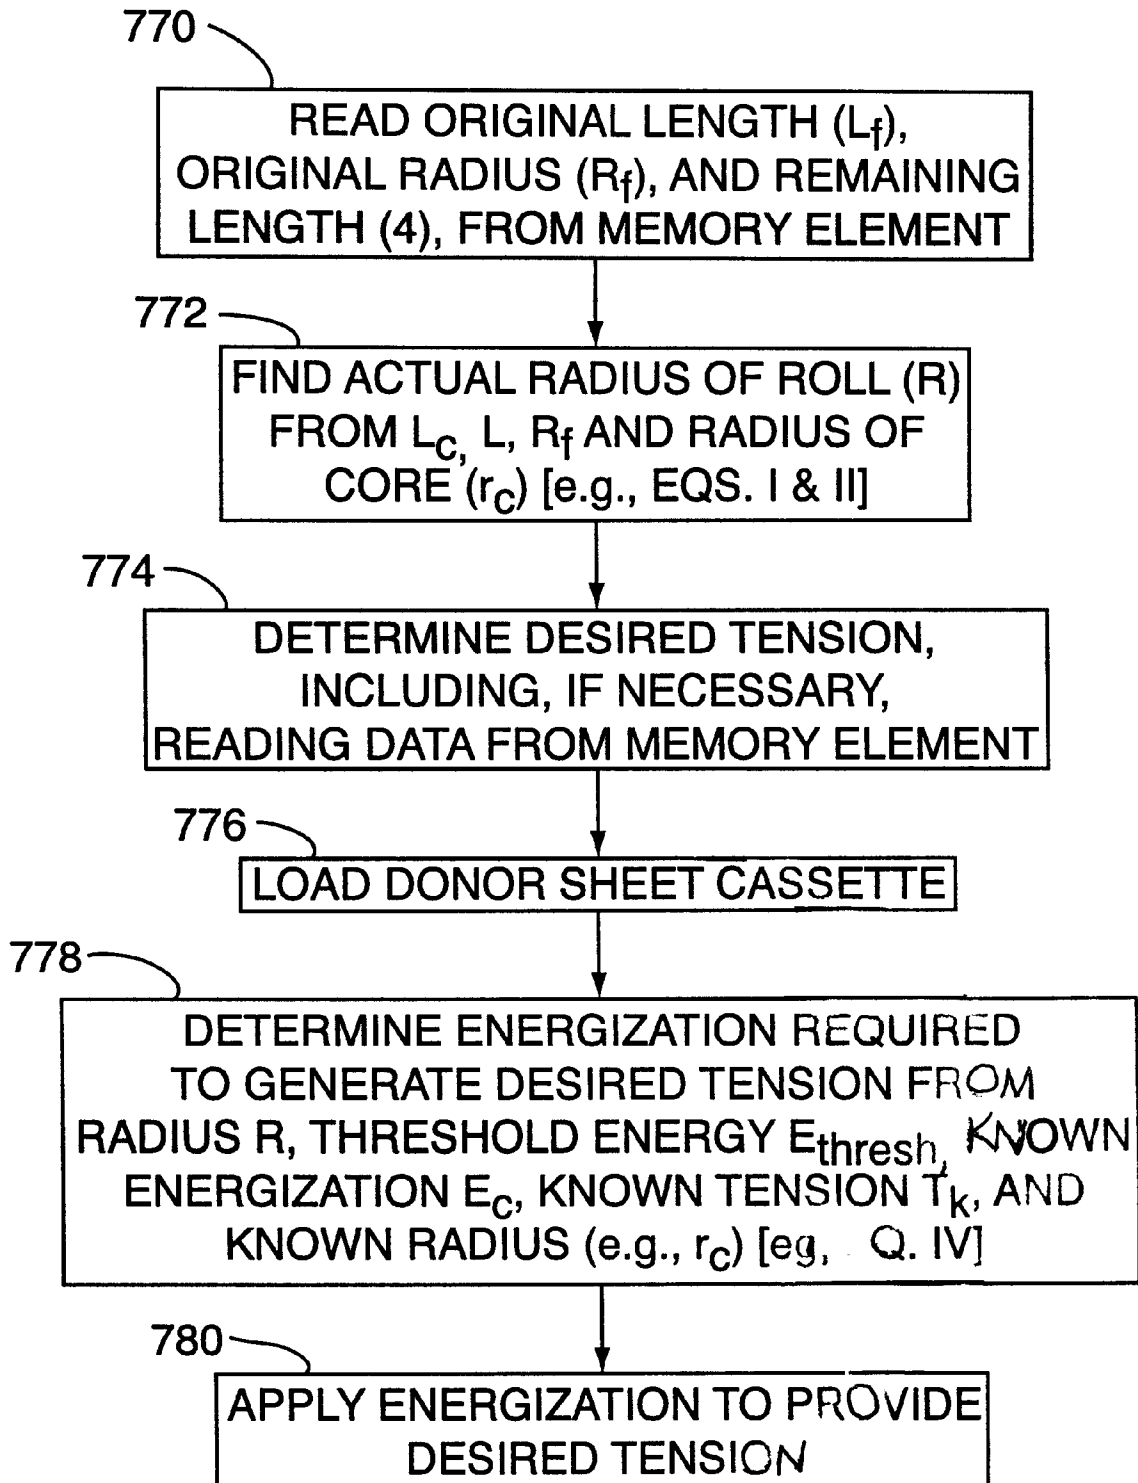 770
READ ORIGINAL LENGTH (Lf),
ORIGINAL RADIUS (Rf), AND REMAINING
LENGTH (4), FROM MEMORY ELEMENT
772
FIND ACTUAL RADIUS OF ROLL (R)
FROM Lc, L, Rf AND RADIUS OF
CORE (rc) [e.g., EQS. I & II]
774
DETERMINE DESIRED TENSION,
INCLUDING, IF NECESSARY,
READING DATA FROM MEMORY ELEMENT
776
LOAD DONOR SHEET CASSETTE
778
DETERMINE ENERGIZATION REQUIRED
TO GENERATE DESIRED TENSION FROM
RADIUS R, THRESHOLD ENERGY Ethresh, KNOWN
ENERGIZATION Ec, KNOWN TENSION Tk, AND
KNOWN RADIUS (e.g., rc) [eg, Q. IV]
780
APPLY ENERGIZATION TO PROVIDE
DESIRED TENSION